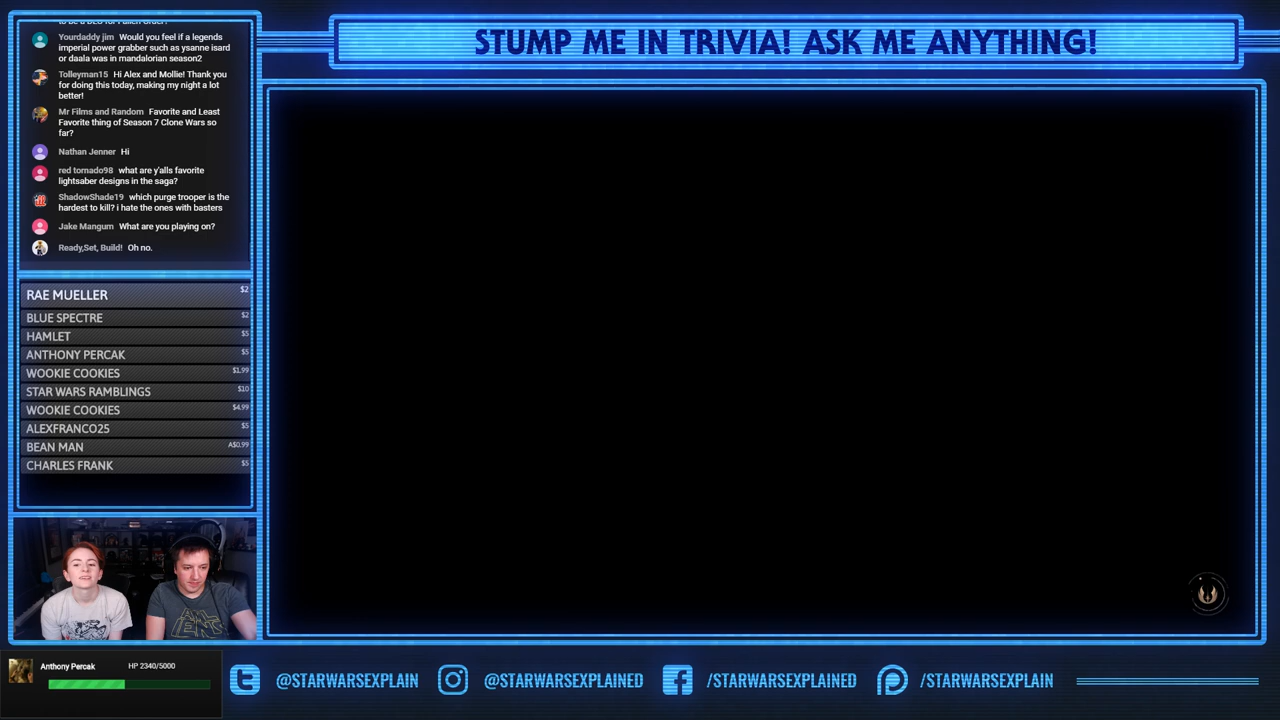 Yourdaddy jim Would you feel if a legends
imperial power grabber such as ysanne isard
or daala was in mandalorian season2
Tolleyman15 Hi Alex and Mollie! Thank you
for doing this today, making my night a lot
better!
Mr Films and Random Favorite and Least
Favorite thing of Season 7 Clone Wars so
far?
Nathan Jenner Hi
red tornado98 what are y'alls favorite
lightsaber designs in the saga?
ShadowShade19 which purge trooper is the
hardest to kill? i hate the ones with basters
Jake Mangum What are you playing on?
Ready,Set, Build! Oh no.
STUMP ME IN TRIVIA! ASK ME ANYTHING!
RAE MUELLER $2
BLUE SPECTRE $2
HAMLET $5
ANTHONY PERCAK $5
WOOKIE COOKIES $1.99
STAR WARS RAMBLINGS $10
WOOKIE COOKIES $4.99
ALEXFRANCO25 $5
BEAN MAN A$0.99
CHARLES FRANK $5
Anthony Percak HP 2340/5000
@STARWARSEXPLAIN @STARWARSEXPLAINED /STARWARSEXPLAINED /STARWARSEXPLAIN